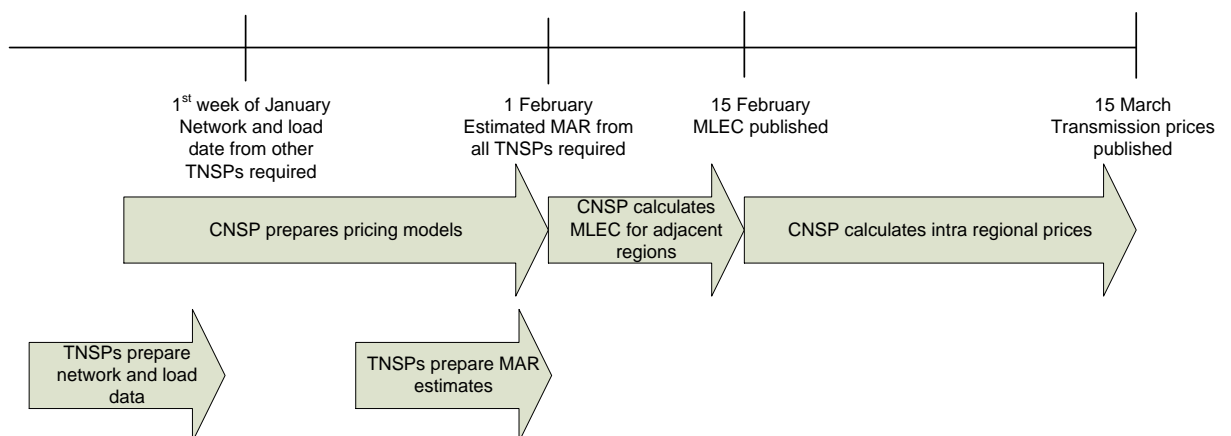 1st week of January
Network and load
date from other
TNSPs required
1 February
Estimated MAR from
all TNSPs required
15 February
MLEC published
15 March
Transmission prices
published
CNSP prepares pricing models
CNSP calculates
MLEC for adjacent
regions
CNSP calculates intra regional prices
TNSPs prepare
network and load
data
TNSPs prepare MAR
estimates